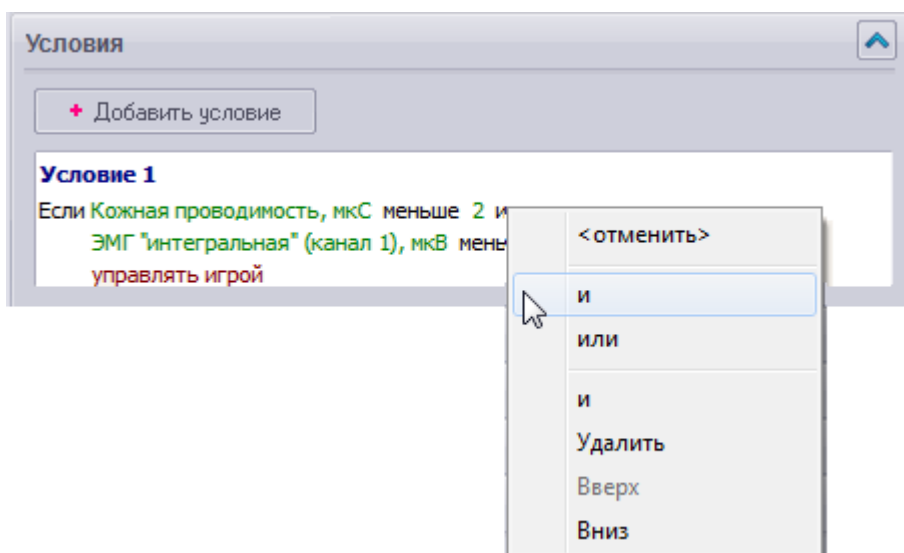 Условия
+ Добавить условие
Условие 1
Если Кожная проводимость, мкС меньше 2 и
ЭМГ "интегральная" (канал 1), мкВ
управлять игрой
<отменить>
и
или
и
Удалить
Вверх
Вниз